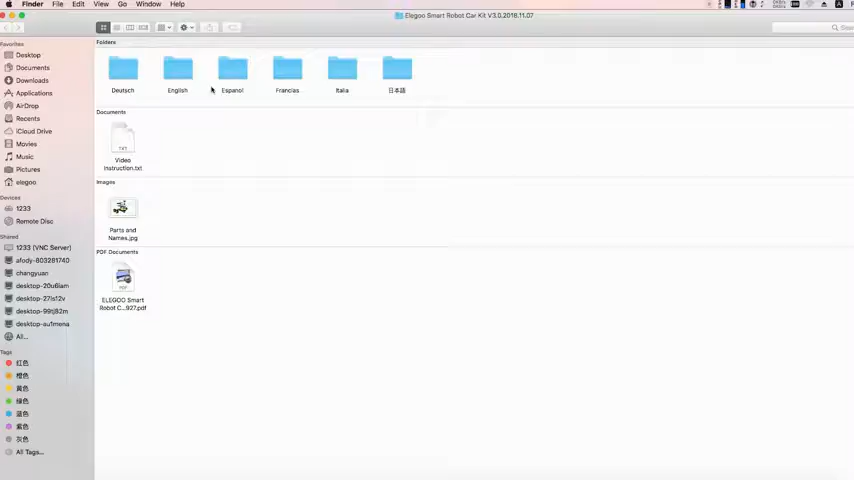 Finder File Edit View Go Window Help
Elegoo Smart Robot Car Kit V3.0.2018.11.07
Favorites
Desktop
Documents
Downloads
Applications
AirDrop
Recents
iCloud Drive
Movies
Music
Pictures
elegoo
Devices
1233
Remote Disc
Shared
1233 (VNC Server)
afody-803281740
changyuan
desktop-20u6iam
desktop-27ls12v
desktop-99tj82m
desktop-au1mena
All...
Tags
红色
橙色
黄色
绿色
蓝色
紫色
灰色
All Tags...
Folders
Deutsch English Espanol Francias Italia 日本語
Documents
TXT
Video
Instruction.txt
Images
Parts and
Names.jpg
PDF Documents
PDF
ELEGOO Smart
Robot C...927.pdf